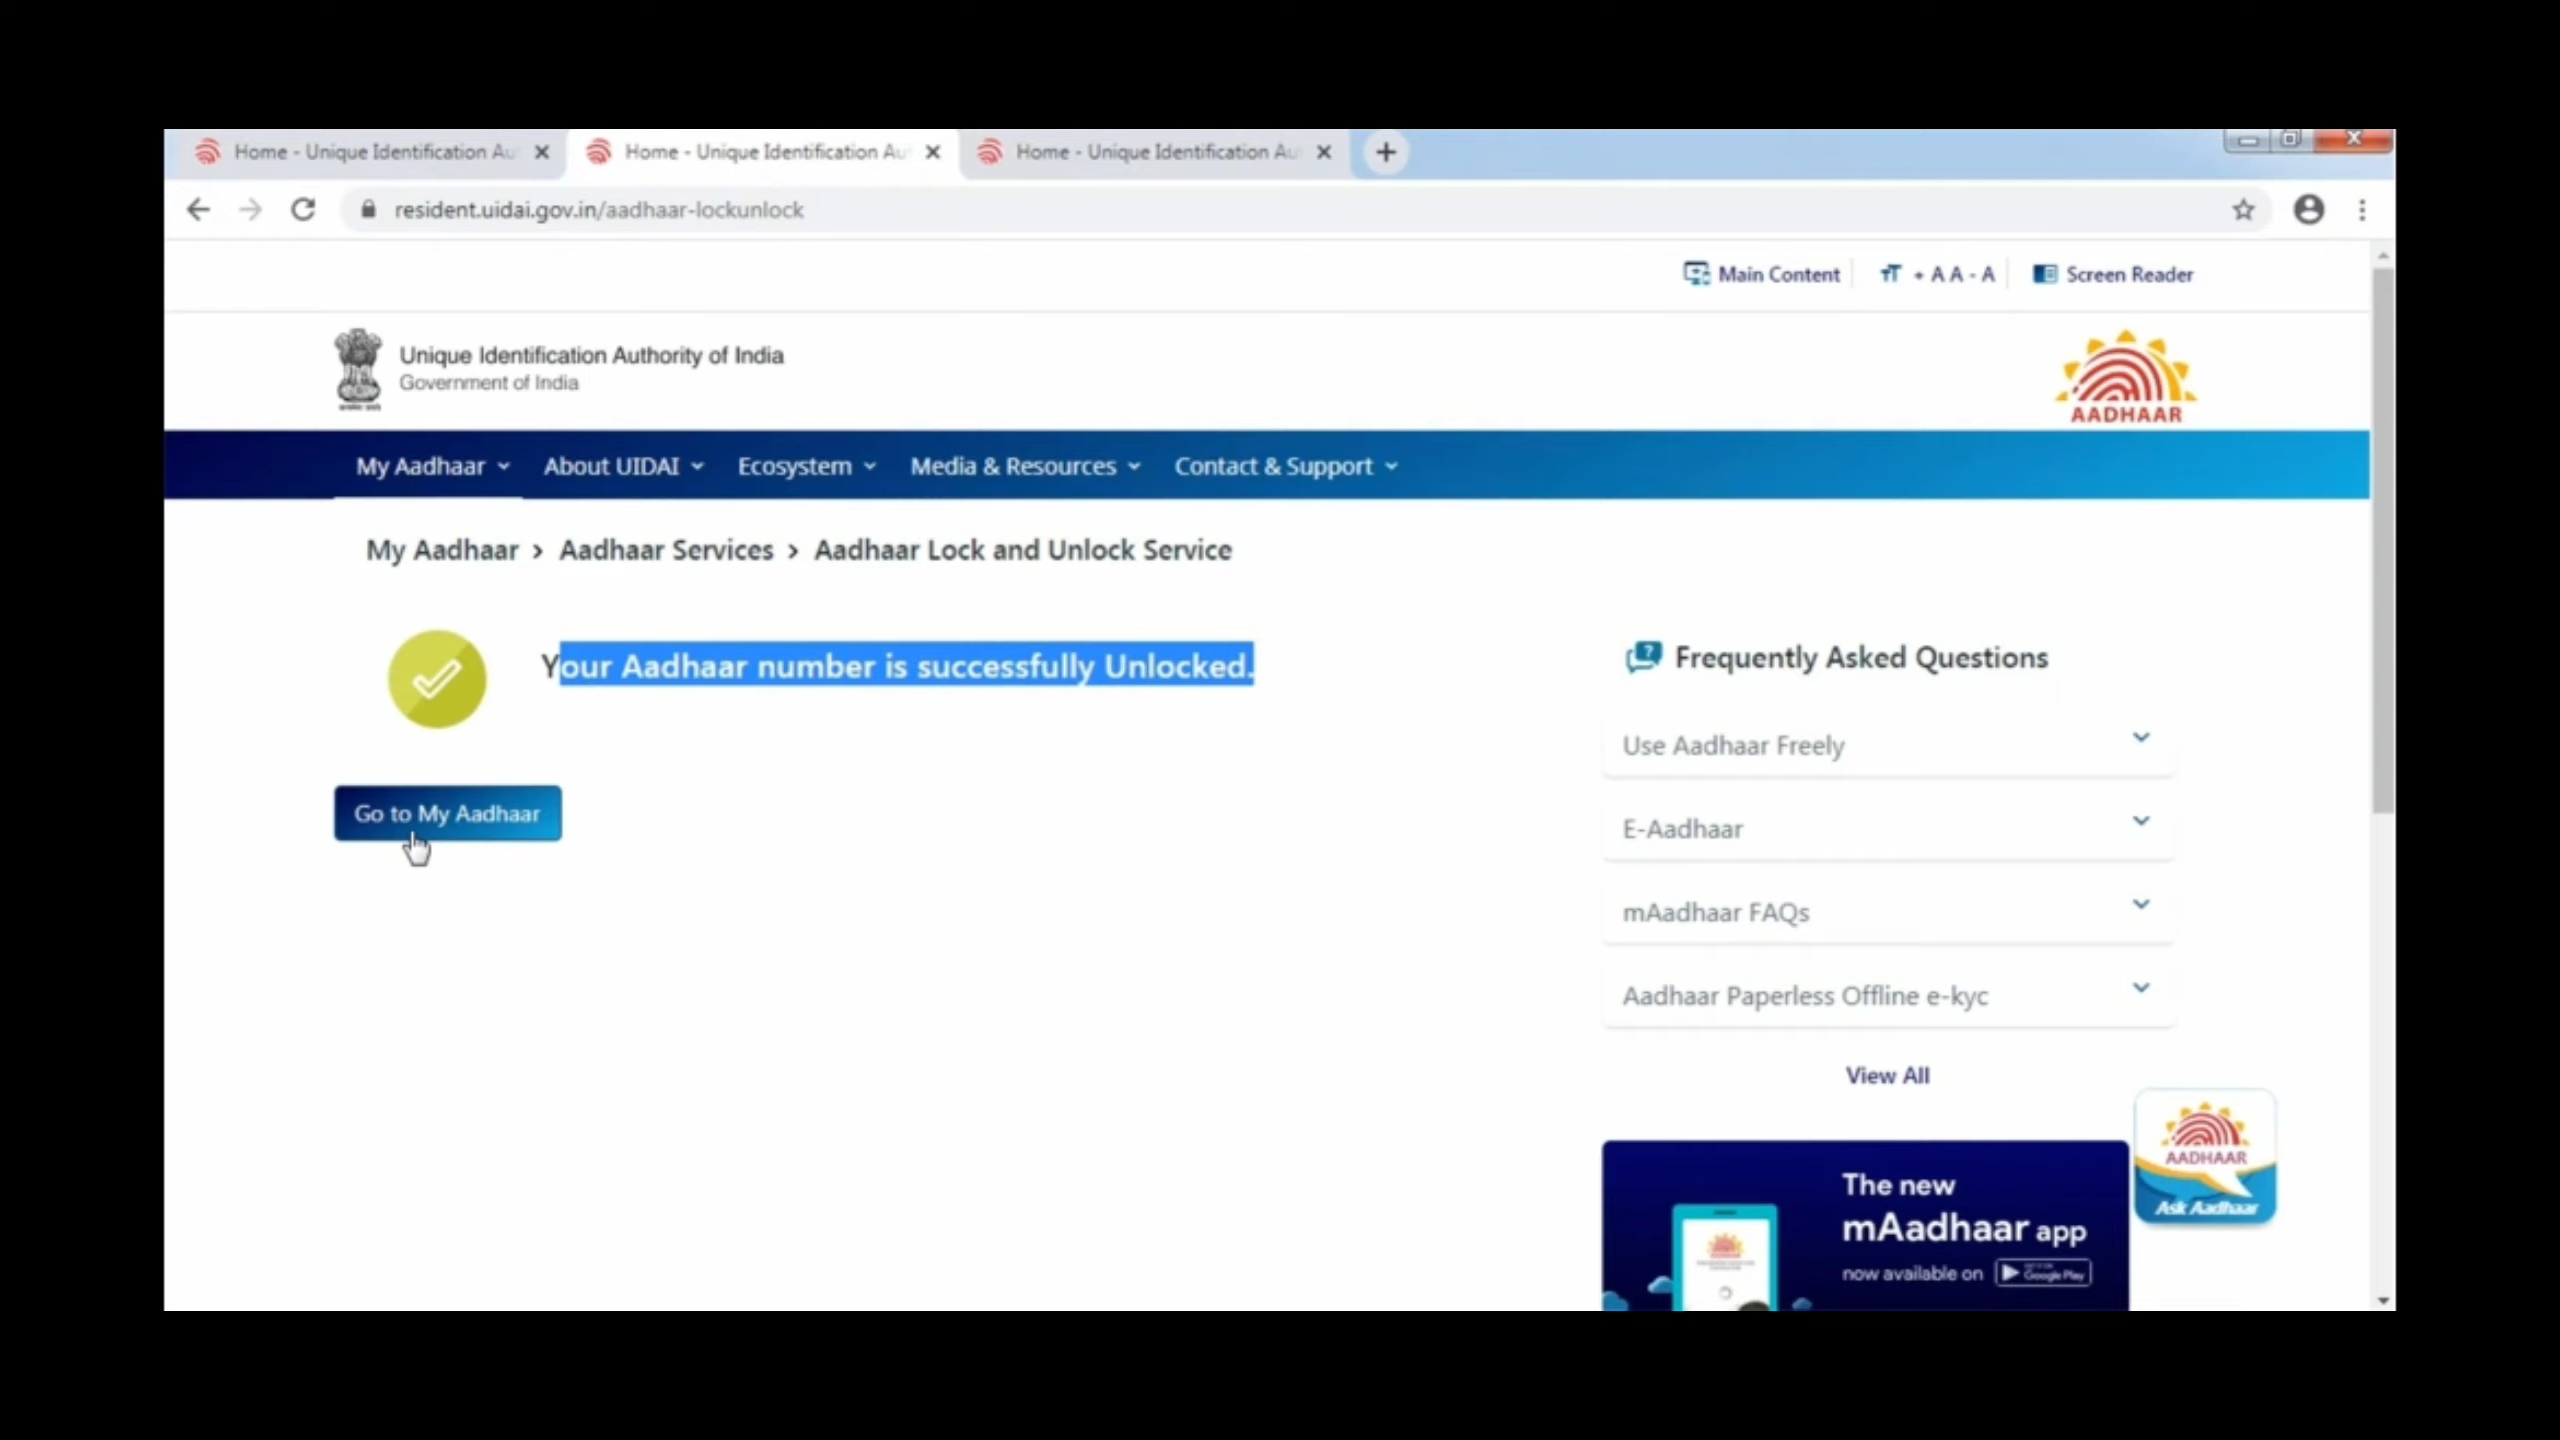 Home - Unique Identification Au
Home - Unique Identification Au
Home - Unique Identification Au
resident.uidai.gov.in/aadhaar-lockunlock
Main Content
+ A A - A
Screen Reader
Unique Identification Authority of India
Government of India
AADHAAR
My Aadhaar
About UIDAI
Ecosystem
Media & Resources
Contact & Support
My Aadhaar > Aadhaar Services > Aadhaar Lock and Unlock Service
Your Aadhaar number is successfully Unlocked.
Go to My Aadhaar
Frequently Asked Questions
Use Aadhaar Freely
E-Aadhaar
mAadhaar FAQs
Aadhaar Paperless Offline e-kyc
View All
AADHAAR
Ask Aadhaar
The new
mAadhaar app
now available on
Google Play